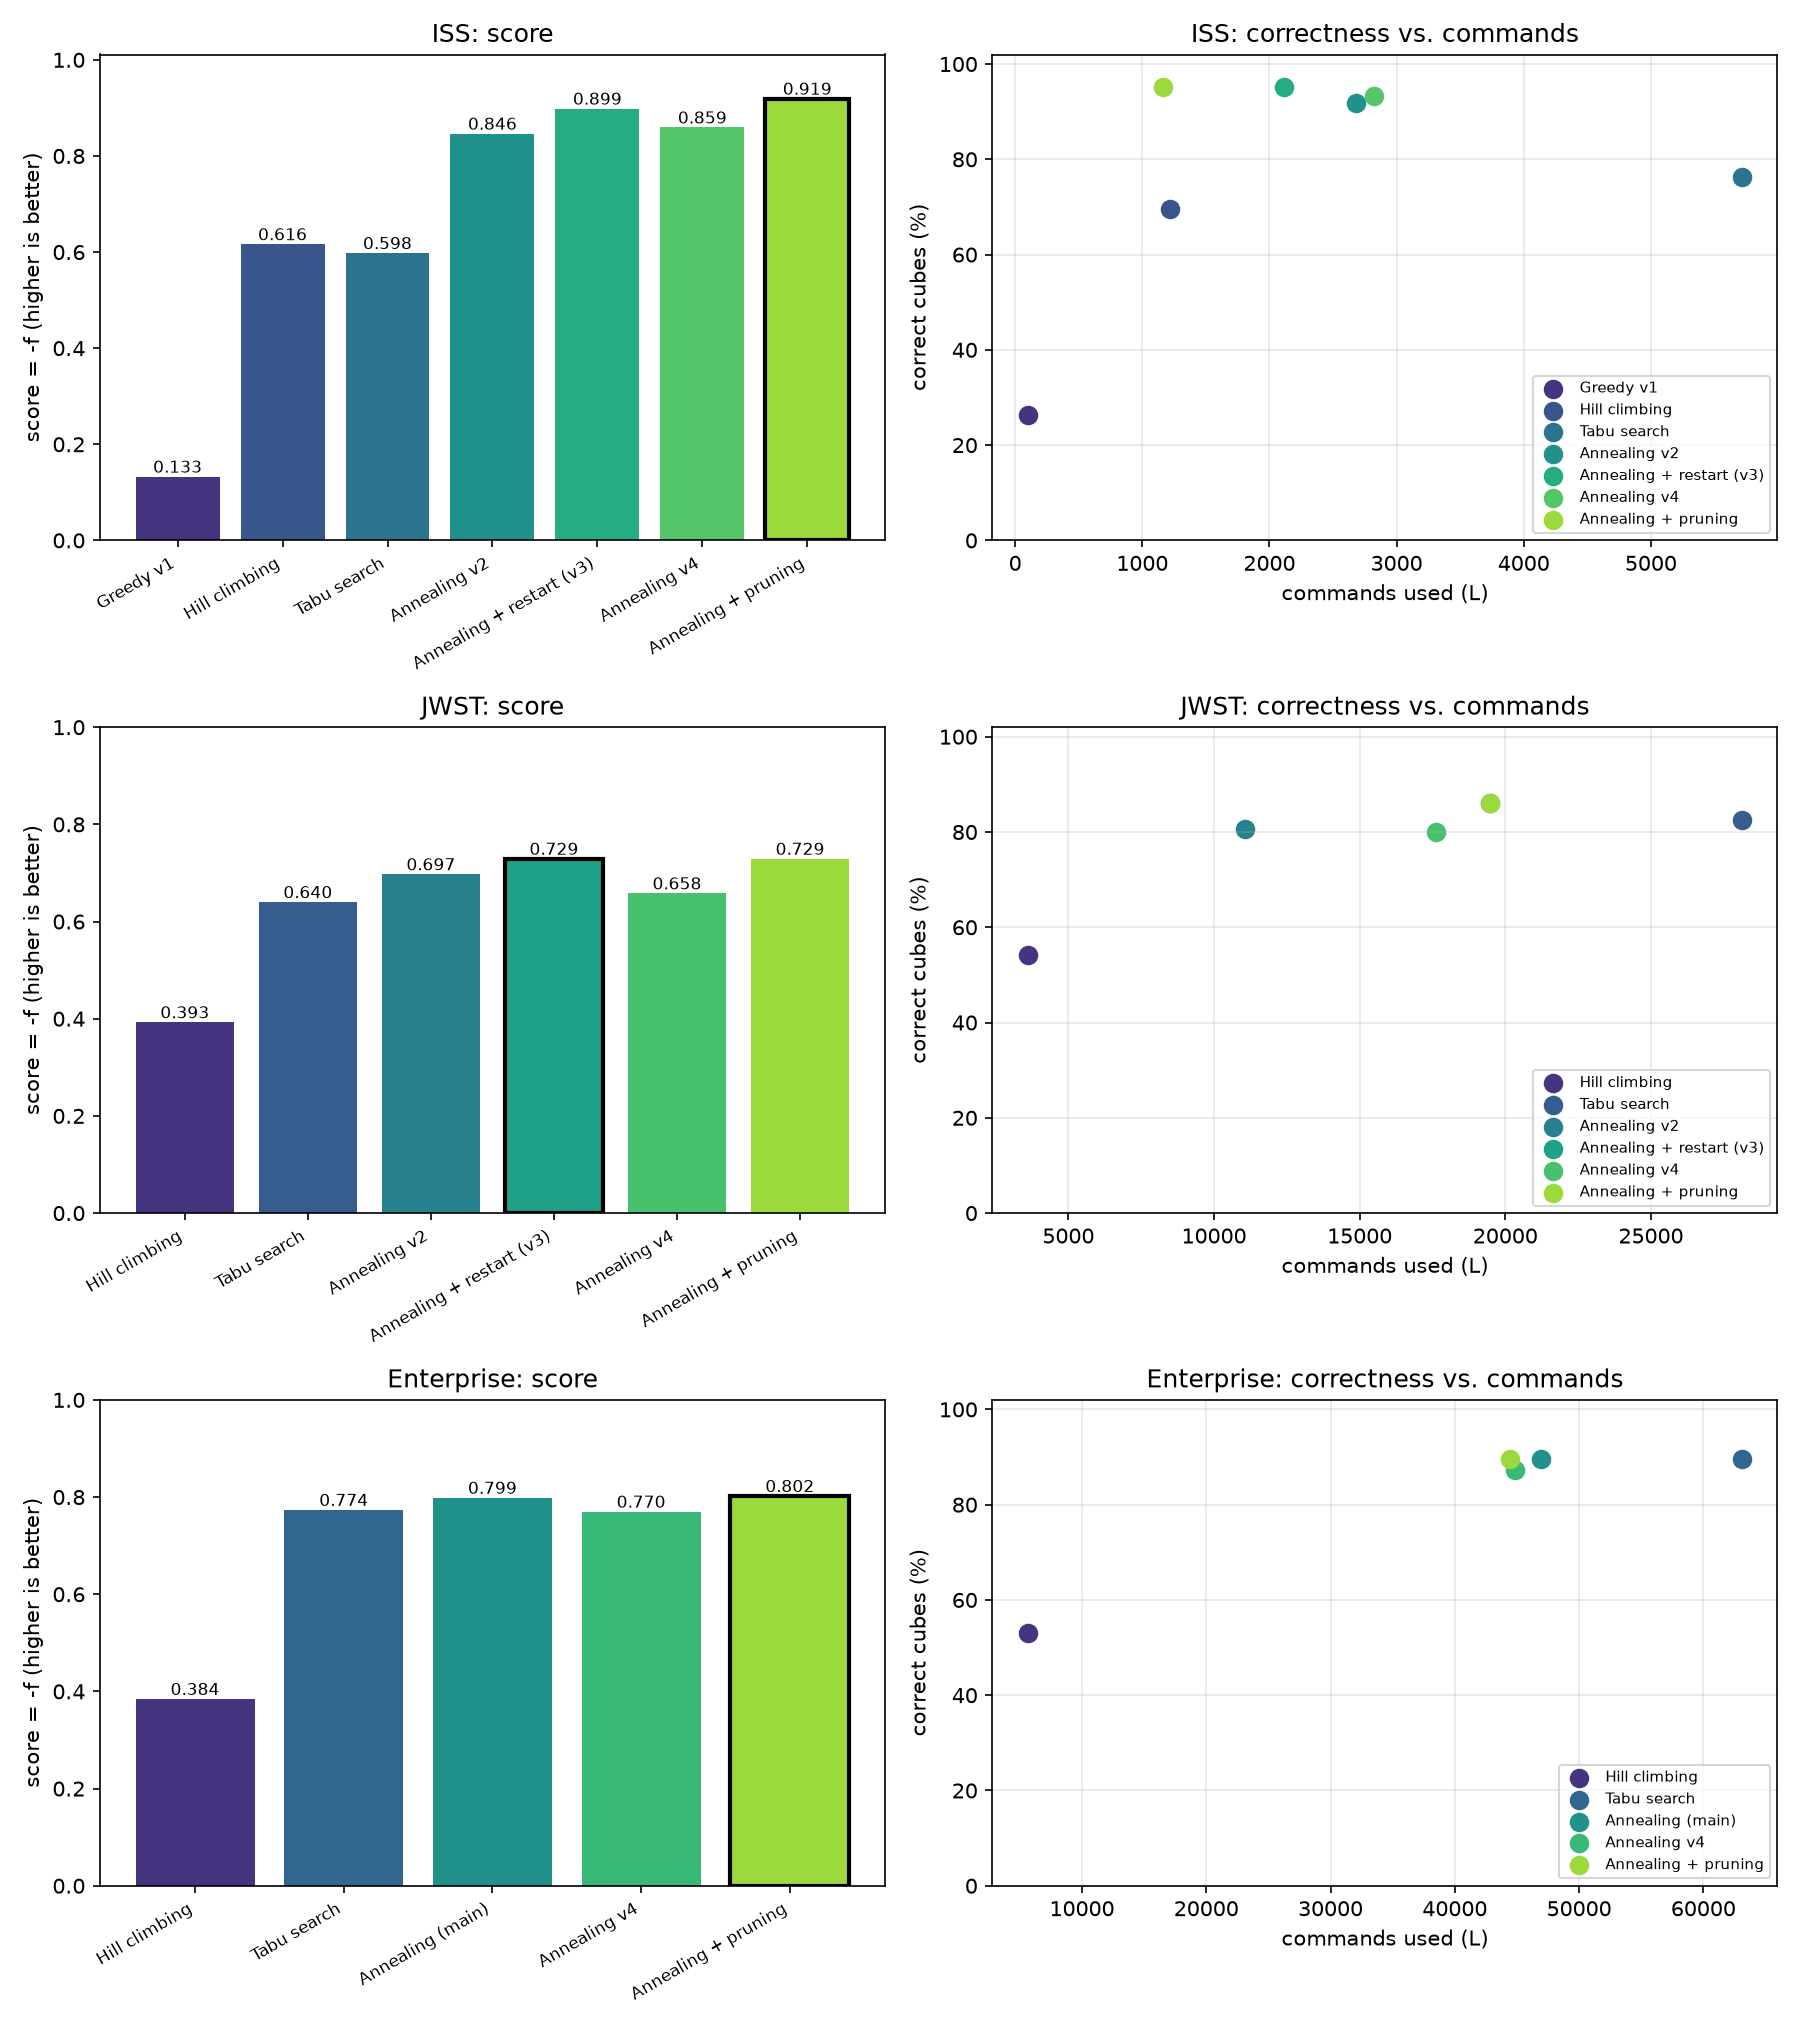 ISS: score
score = -f (higher is better)
1.0
0.8
0.6
0.4
0.2
0.0
0.133
0.616
0.598
0.846
0.899
0.859
0.919
Greedy v1
Hill climbing
Tabu search
Annealing v2
Annealing + restart (v3)
Annealing v4
Annealing + pruning
ISS: correctness vs. commands
correct cubes (%)
100
80
60
40
20
0
Greedy v1
Hill climbing
Tabu search
Annealing v2
Annealing + restart (v3)
Annealing v4
Annealing + pruning
0 1000 2000 3000 4000 5000
commands used (L)
JWST: score
score = -f (higher is better)
1.0
0.8
0.6
0.4
0.2
0.0
0.393
0.640
0.697
0.729
0.658
0.729
Hill climbing
Tabu search
Annealing v2
Annealing + restart (v3)
Annealing v4
Annealing + pruning
JWST: correctness vs. commands
correct cubes (%)
100
80
60
40
20
0
Hill climbing
Tabu search
Annealing v2
Annealing + restart (v3)
Annealing v4
Annealing + pruning
5000 10000 15000 20000 25000
commands used (L)
Enterprise: score
score = -f (higher is better)
1.0
0.8
0.6
0.4
0.2
0.0
0.384
0.774
0.799
0.770
0.802
Hill climbing
Tabu search
Annealing (main)
Annealing v4
Annealing + pruning
Enterprise: correctness vs. commands
correct cubes (%)
100
80
60
40
20
0
Hill climbing
Tabu search
Annealing (main)
Annealing v4
Annealing + pruning
10000 20000 30000 40000 50000 60000
commands used (L)